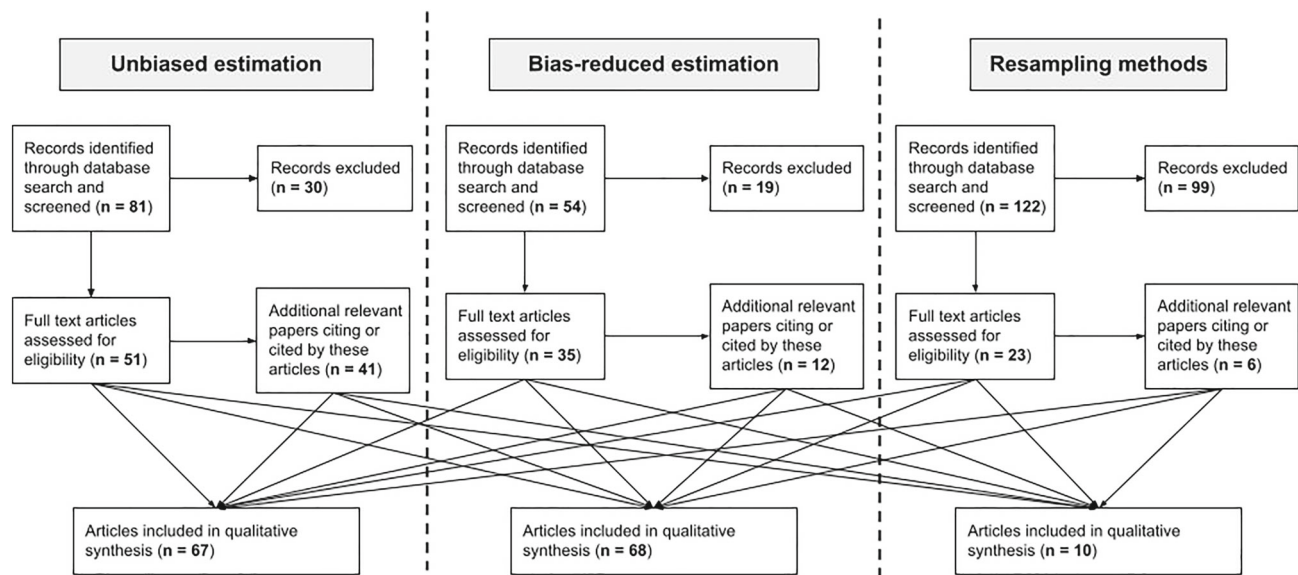 Unbiased estimation
Records identified
through database
search and
screened (n = 81)
Records excluded
(n = 30)
Full text articles
assessed for
eligibility (n = 51)
Additional relevant
papers citing or
cited by these
articles (n = 41)
Articles included in qualitative
synthesis (n = 67)
Bias-reduced estimation
Records identified
through database
search and
screened (n = 54)
Records excluded
(n = 19)
Full text articles
assessed for
eligibility (n = 35)
Additional relevant
papers citing or
cited by these
articles (n = 12)
Articles included in qualitative
synthesis (n = 68)
Resampling methods
Records identified
through database
search and
screened (n = 122)
Records excluded
(n = 99)
Full text articles
assessed for
eligibility (n = 23)
Additional relevant
papers citing or
cited by these
articles (n = 6)
Articles included in qualitative
synthesis (n = 10)